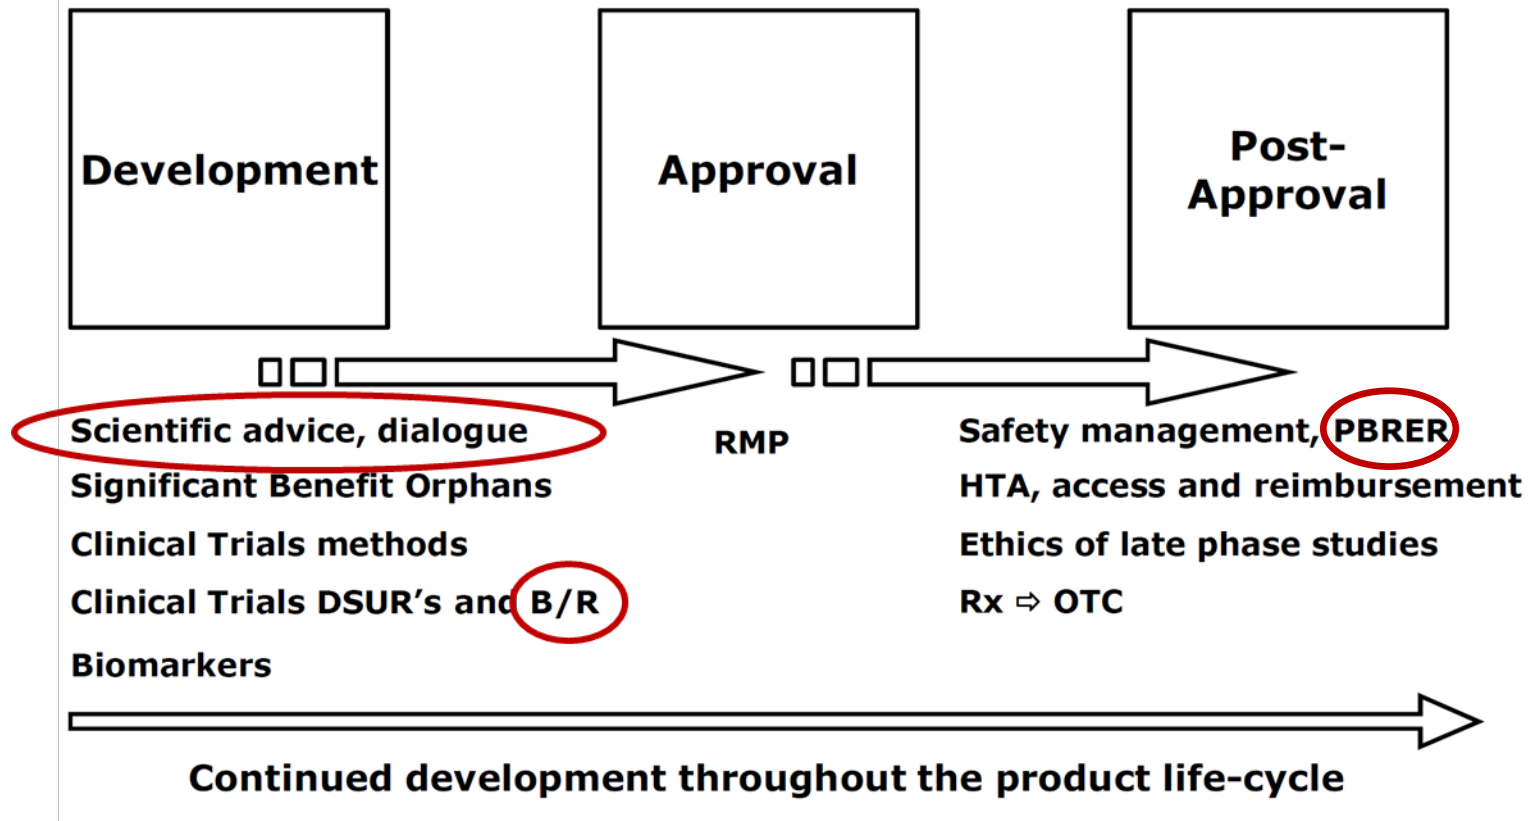 Development
Approval
Post-
Approval
Scientific advice, dialogue
Significant Benefit Orphans
Clinical Trials methods
Clinical Trials DSUR’s and B/R
Biomarkers
RMP
Safety management, PBRER
HTA, access and reimbursement
Ethics of late phase studies
Rx ⇨ OTC
Continued development throughout the product life-cycle